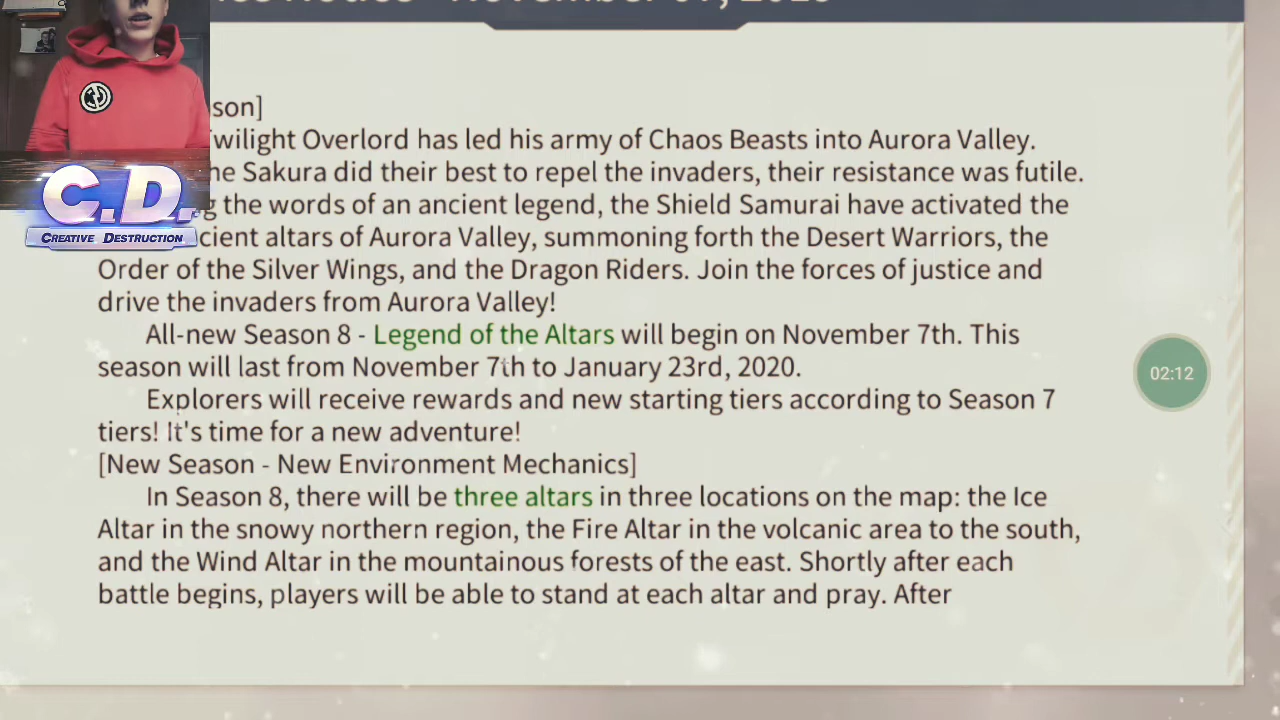 November 07, 2019
son]
Twilight Overlord has led his army of Chaos Beasts into Aurora Valley.
he Sakura did their best to repel the invaders, their resistance was futile.
g the words of an ancient legend, the Shield Samurai have activated the
C.D.
cient altars of Aurora Valley, summoning forth the Desert Warriors, the
CREATIVE DESTRUCTION
Order of the Silver Wings, and the Dragon Riders. Join the forces of justice and
drive the invaders from Aurora Valley!
All-new Season 8 - Legend of the Altars will begin on November 7th. This
season will last from November 7th to January 23rd, 2020.
02:12
Explorers will receive rewards and new starting tiers according to Season 7
tiers! It's time for a new adventure!
[New Season - New Environment Mechanics]
In Season 8, there will be three altars in three locations on the map: the Ice
Altar in the snowy northern region, the Fire Altar in the volcanic area to the south,
and the Wind Altar in the mountainous forests of the east. Shortly after each
battle begins, players will be able to stand at each altar and pray. After